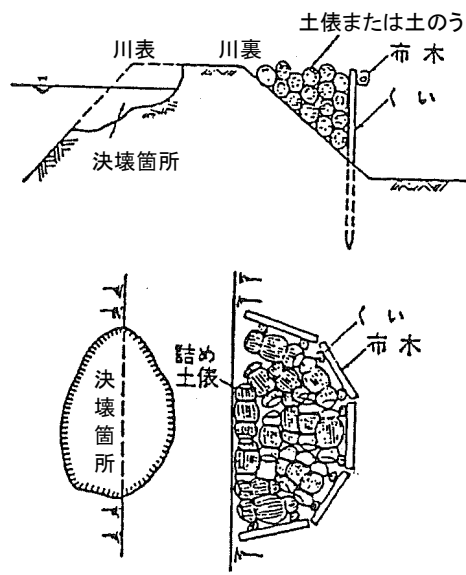 土俵または土のう
川表
川裏
布木
くい
決壊箇所
くい
布木
詰め
土俵
決壊箇所